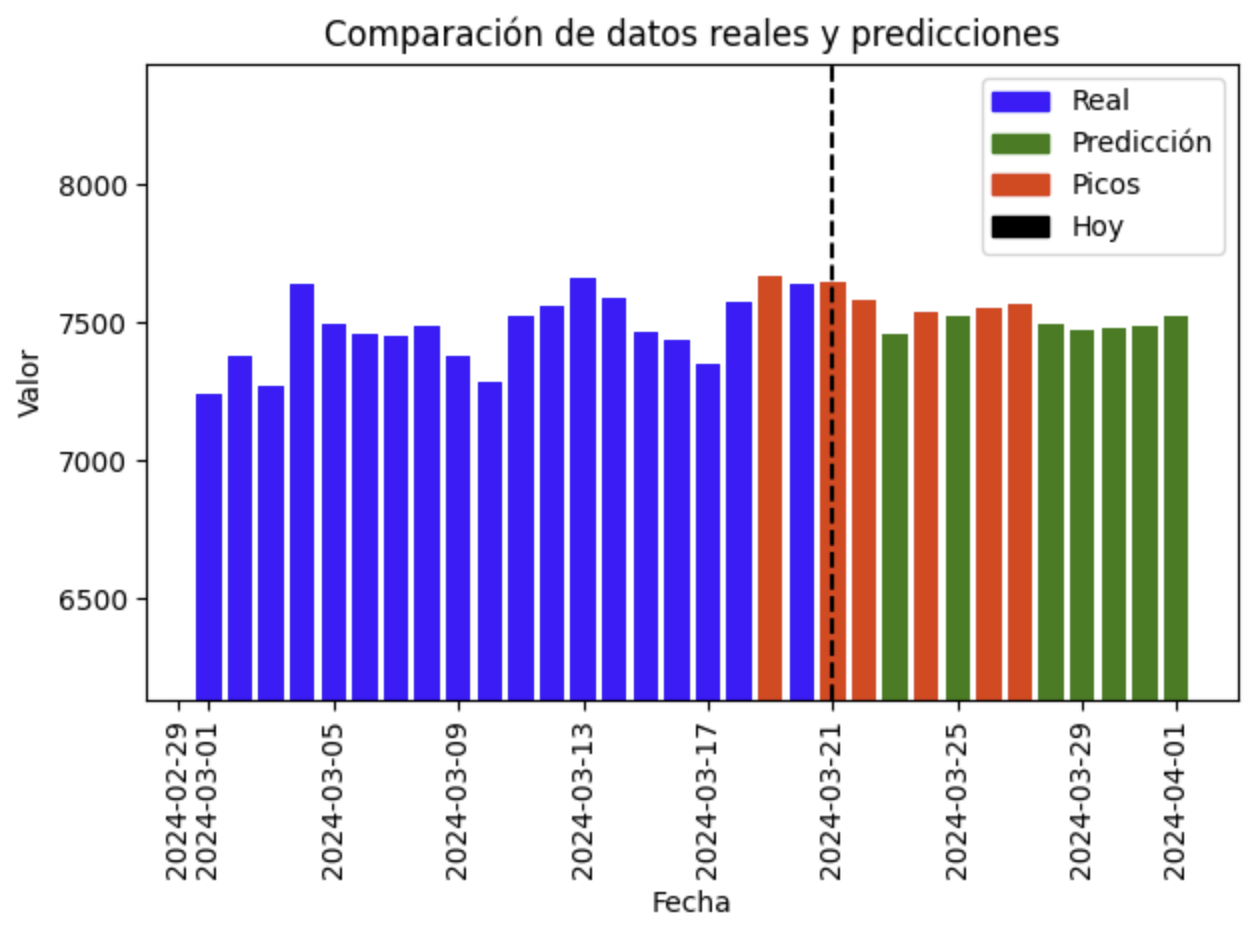 Comparación de datos reales y predicciones
Real
Predicción
Picos
Hoy
Valor
8000
7500
7000
6500
2024-02-29
2024-03-01
2024-03-05
2024-03-09
2024-03-13
2024-03-17
2024-03-21
2024-03-25
2024-03-29
2024-04-01
Fecha